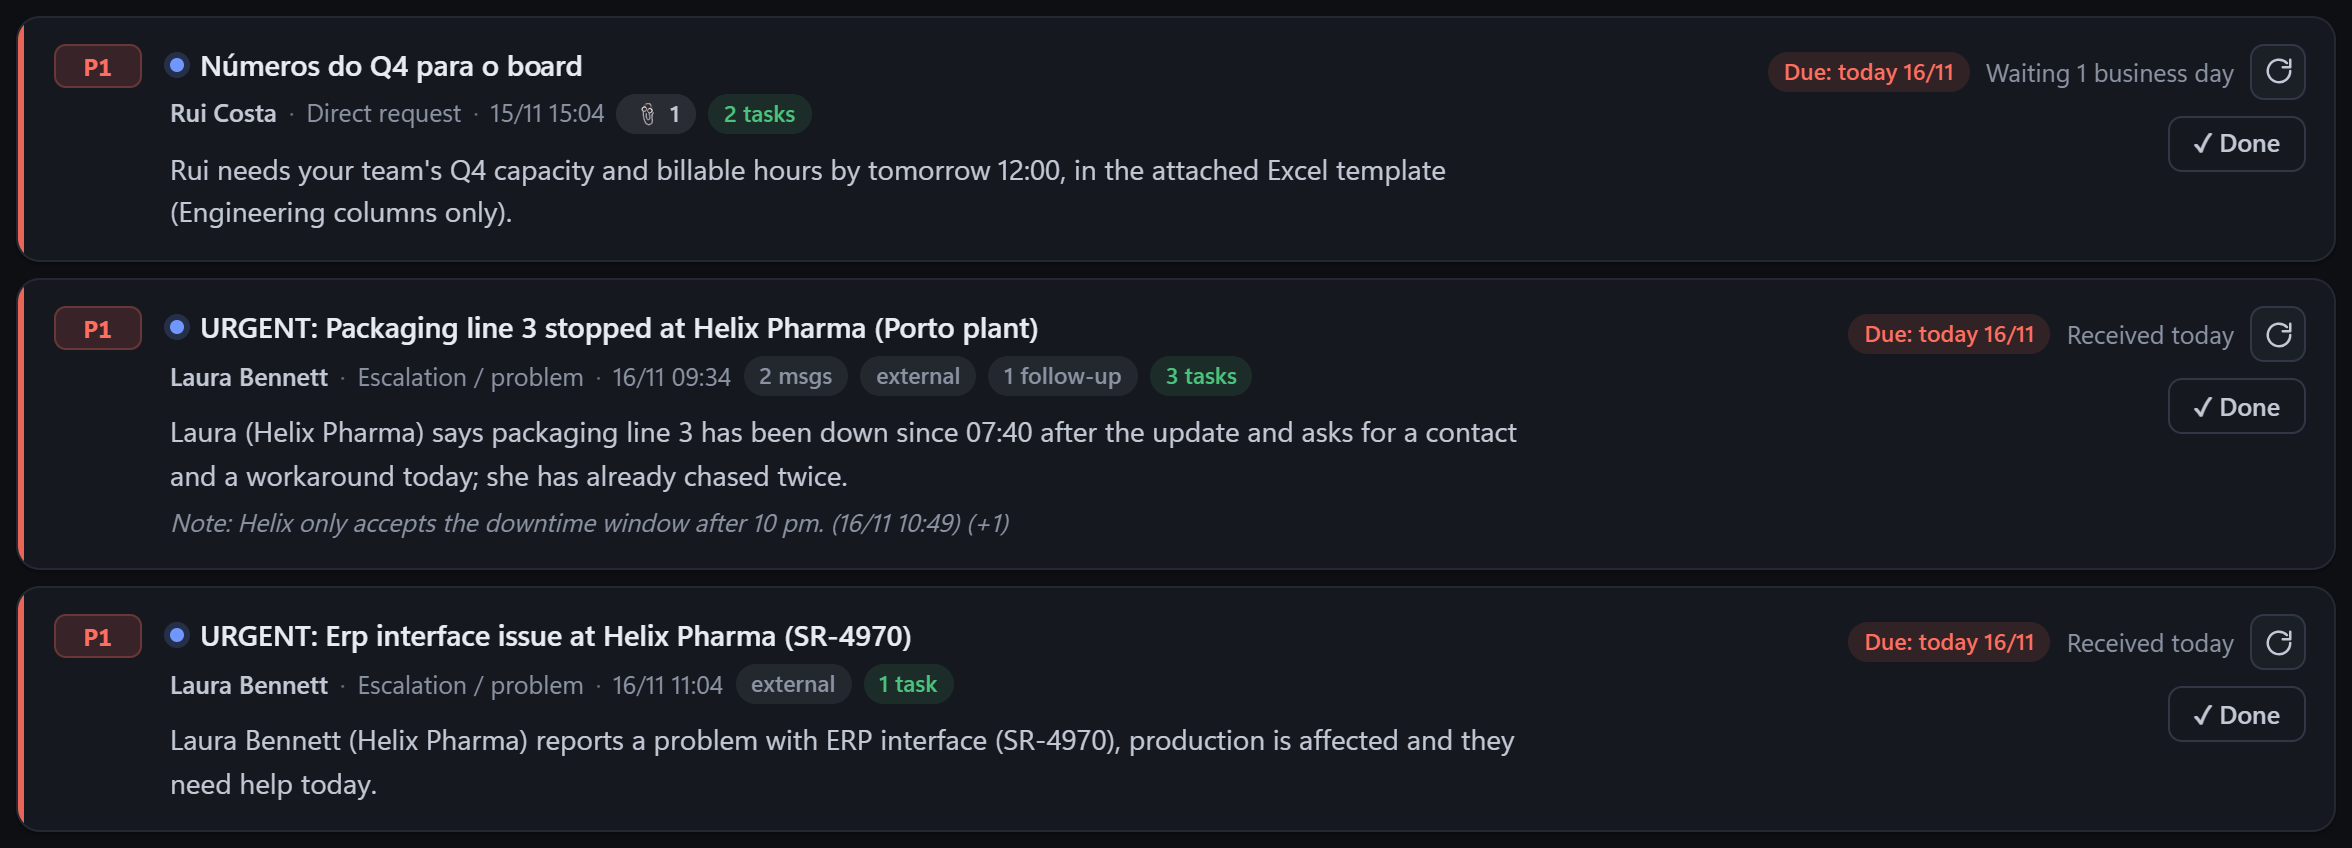 P1 Números do Q4 para o board Due: today 16/11 Waiting 1 business day
Rui Costa · Direct request · 15/11 15:04 1 2 tasks
✓ Done
Rui needs your team's Q4 capacity and billable hours by tomorrow 12:00, in the attached Excel template
(Engineering columns only).
P1 URGENT: Packaging line 3 stopped at Helix Pharma (Porto plant) Due: today 16/11 Received today
Laura Bennett · Escalation / problem · 16/11 09:34 2 msgs external 1 follow-up 3 tasks
✓ Done
Laura (Helix Pharma) says packaging line 3 has been down since 07:40 after the update and asks for a contact
and a workaround today; she has already chased twice.
Note: Helix only accepts the downtime window after 10 pm. (16/11 10:49) (+1)
P1 URGENT: Erp interface issue at Helix Pharma (SR-4970) Due: today 16/11 Received today
Laura Bennett · Escalation / problem · 16/11 11:04 external 1 task
✓ Done
Laura Bennett (Helix Pharma) reports a problem with ERP interface (SR-4970), production is affected and they
need help today.